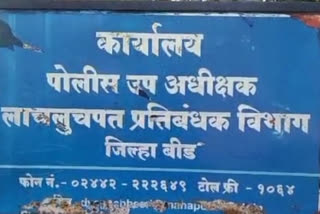 कार्यालय
पोलीस उप अधीक्षक
लाचलुचपत प्रतिबंधक विभाग
जिल्हा बीड
फोन नं.-०२४४२-२२२६४९ टोल फ्री - १०६४